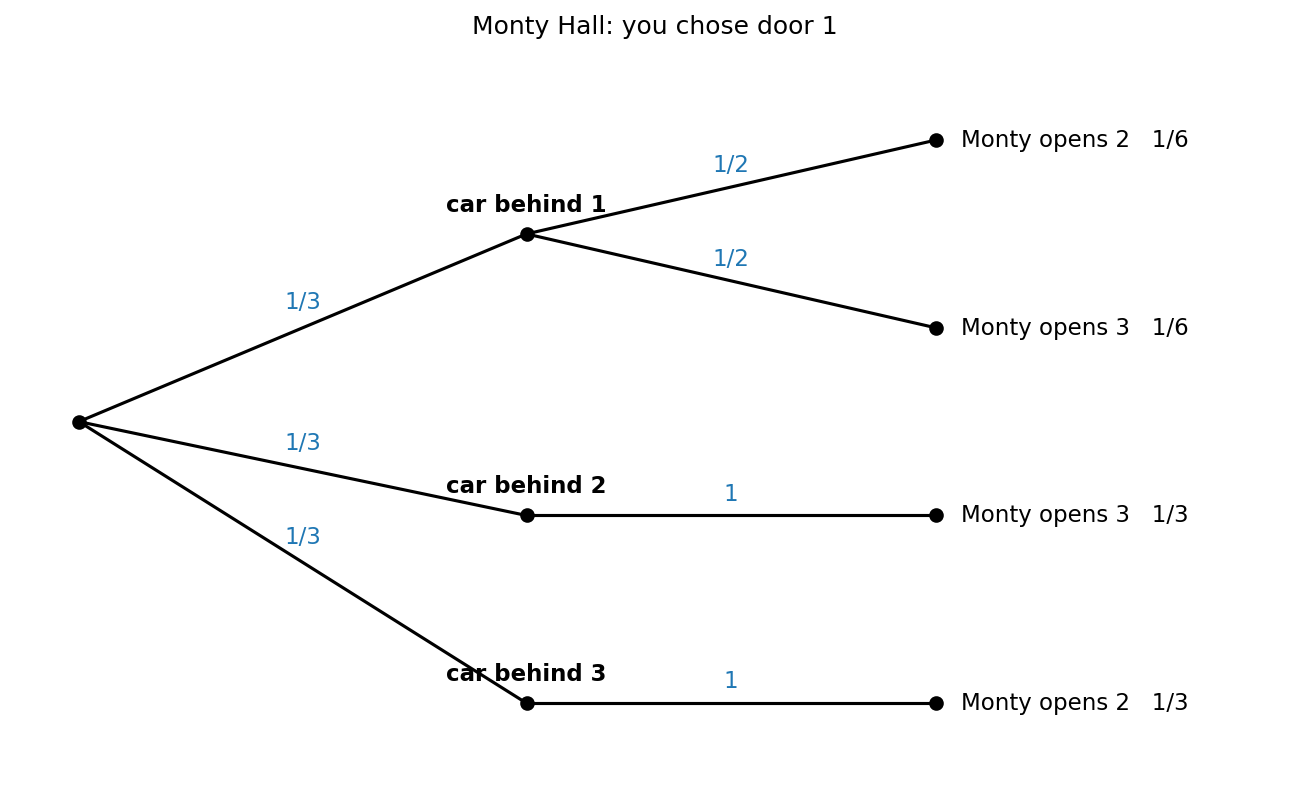 Monty Hall: you chose door 1
Monty opens 2 1/6
1/2
car behind 1
1/2
1/3
Monty opens 3 1/6
1/3
car behind 2
1
Monty opens 3 1/3
1/3
car behind 3
1
Monty opens 2 1/3